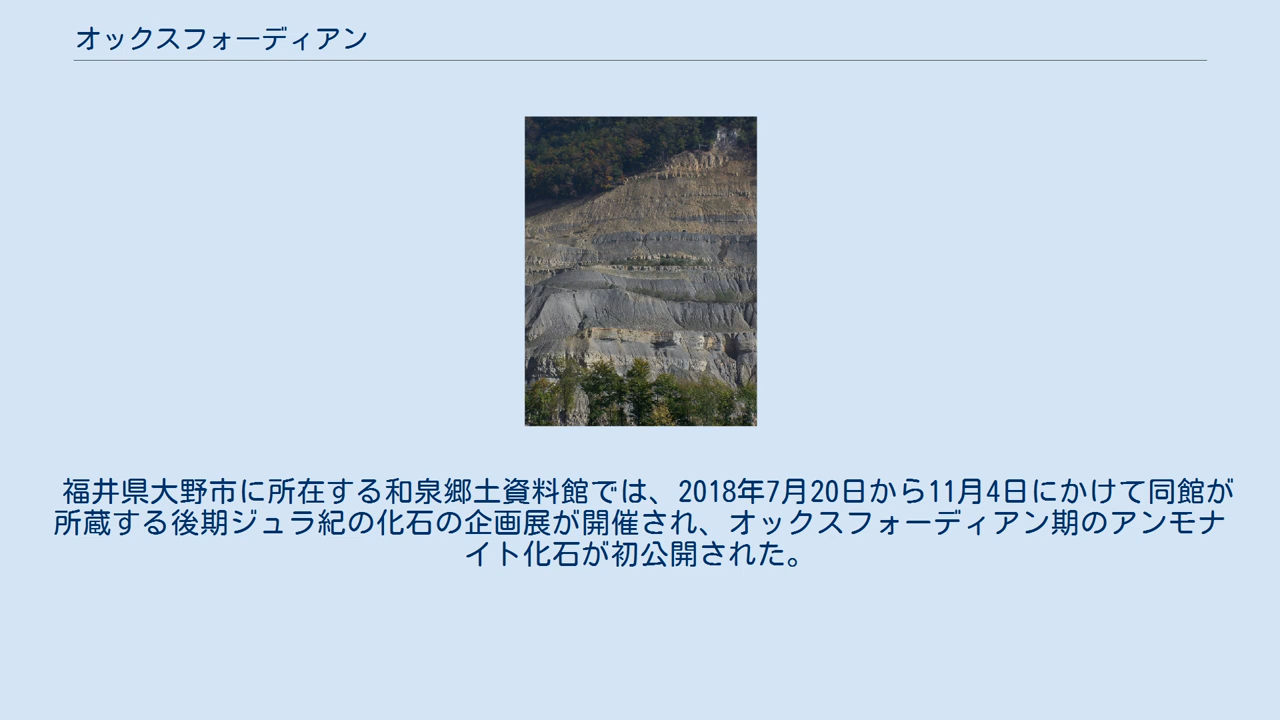 オックスフォーディアン
福井県大野市に所在する和泉郷土資料館では、2018年7月20日から11月4日にかけて同館が
所蔵する後期ジュラ紀の化石の企画展が開催され、オックスフォーディアン期のアンモナ
イト化石が初公開された。